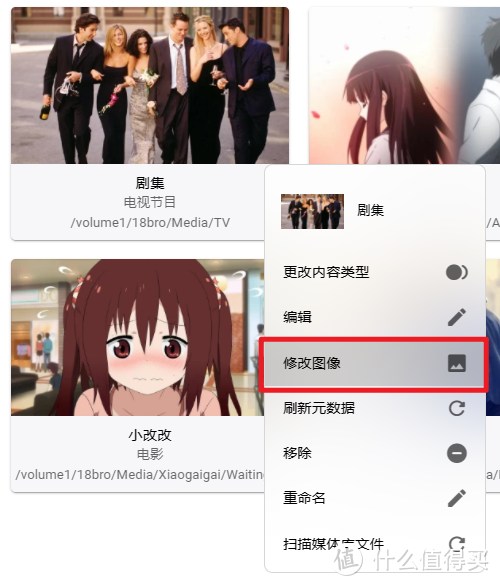 剧集
电视节目
/volume1/18bro/Media/TV
小改改
电影
/volume1/18bro/Media/Xiaogaigai/Waiting
剧集
更改内容类型
编辑
修改图像
刷新元数据
移除
重命名
扫描媒体库文件
值 什么值得买